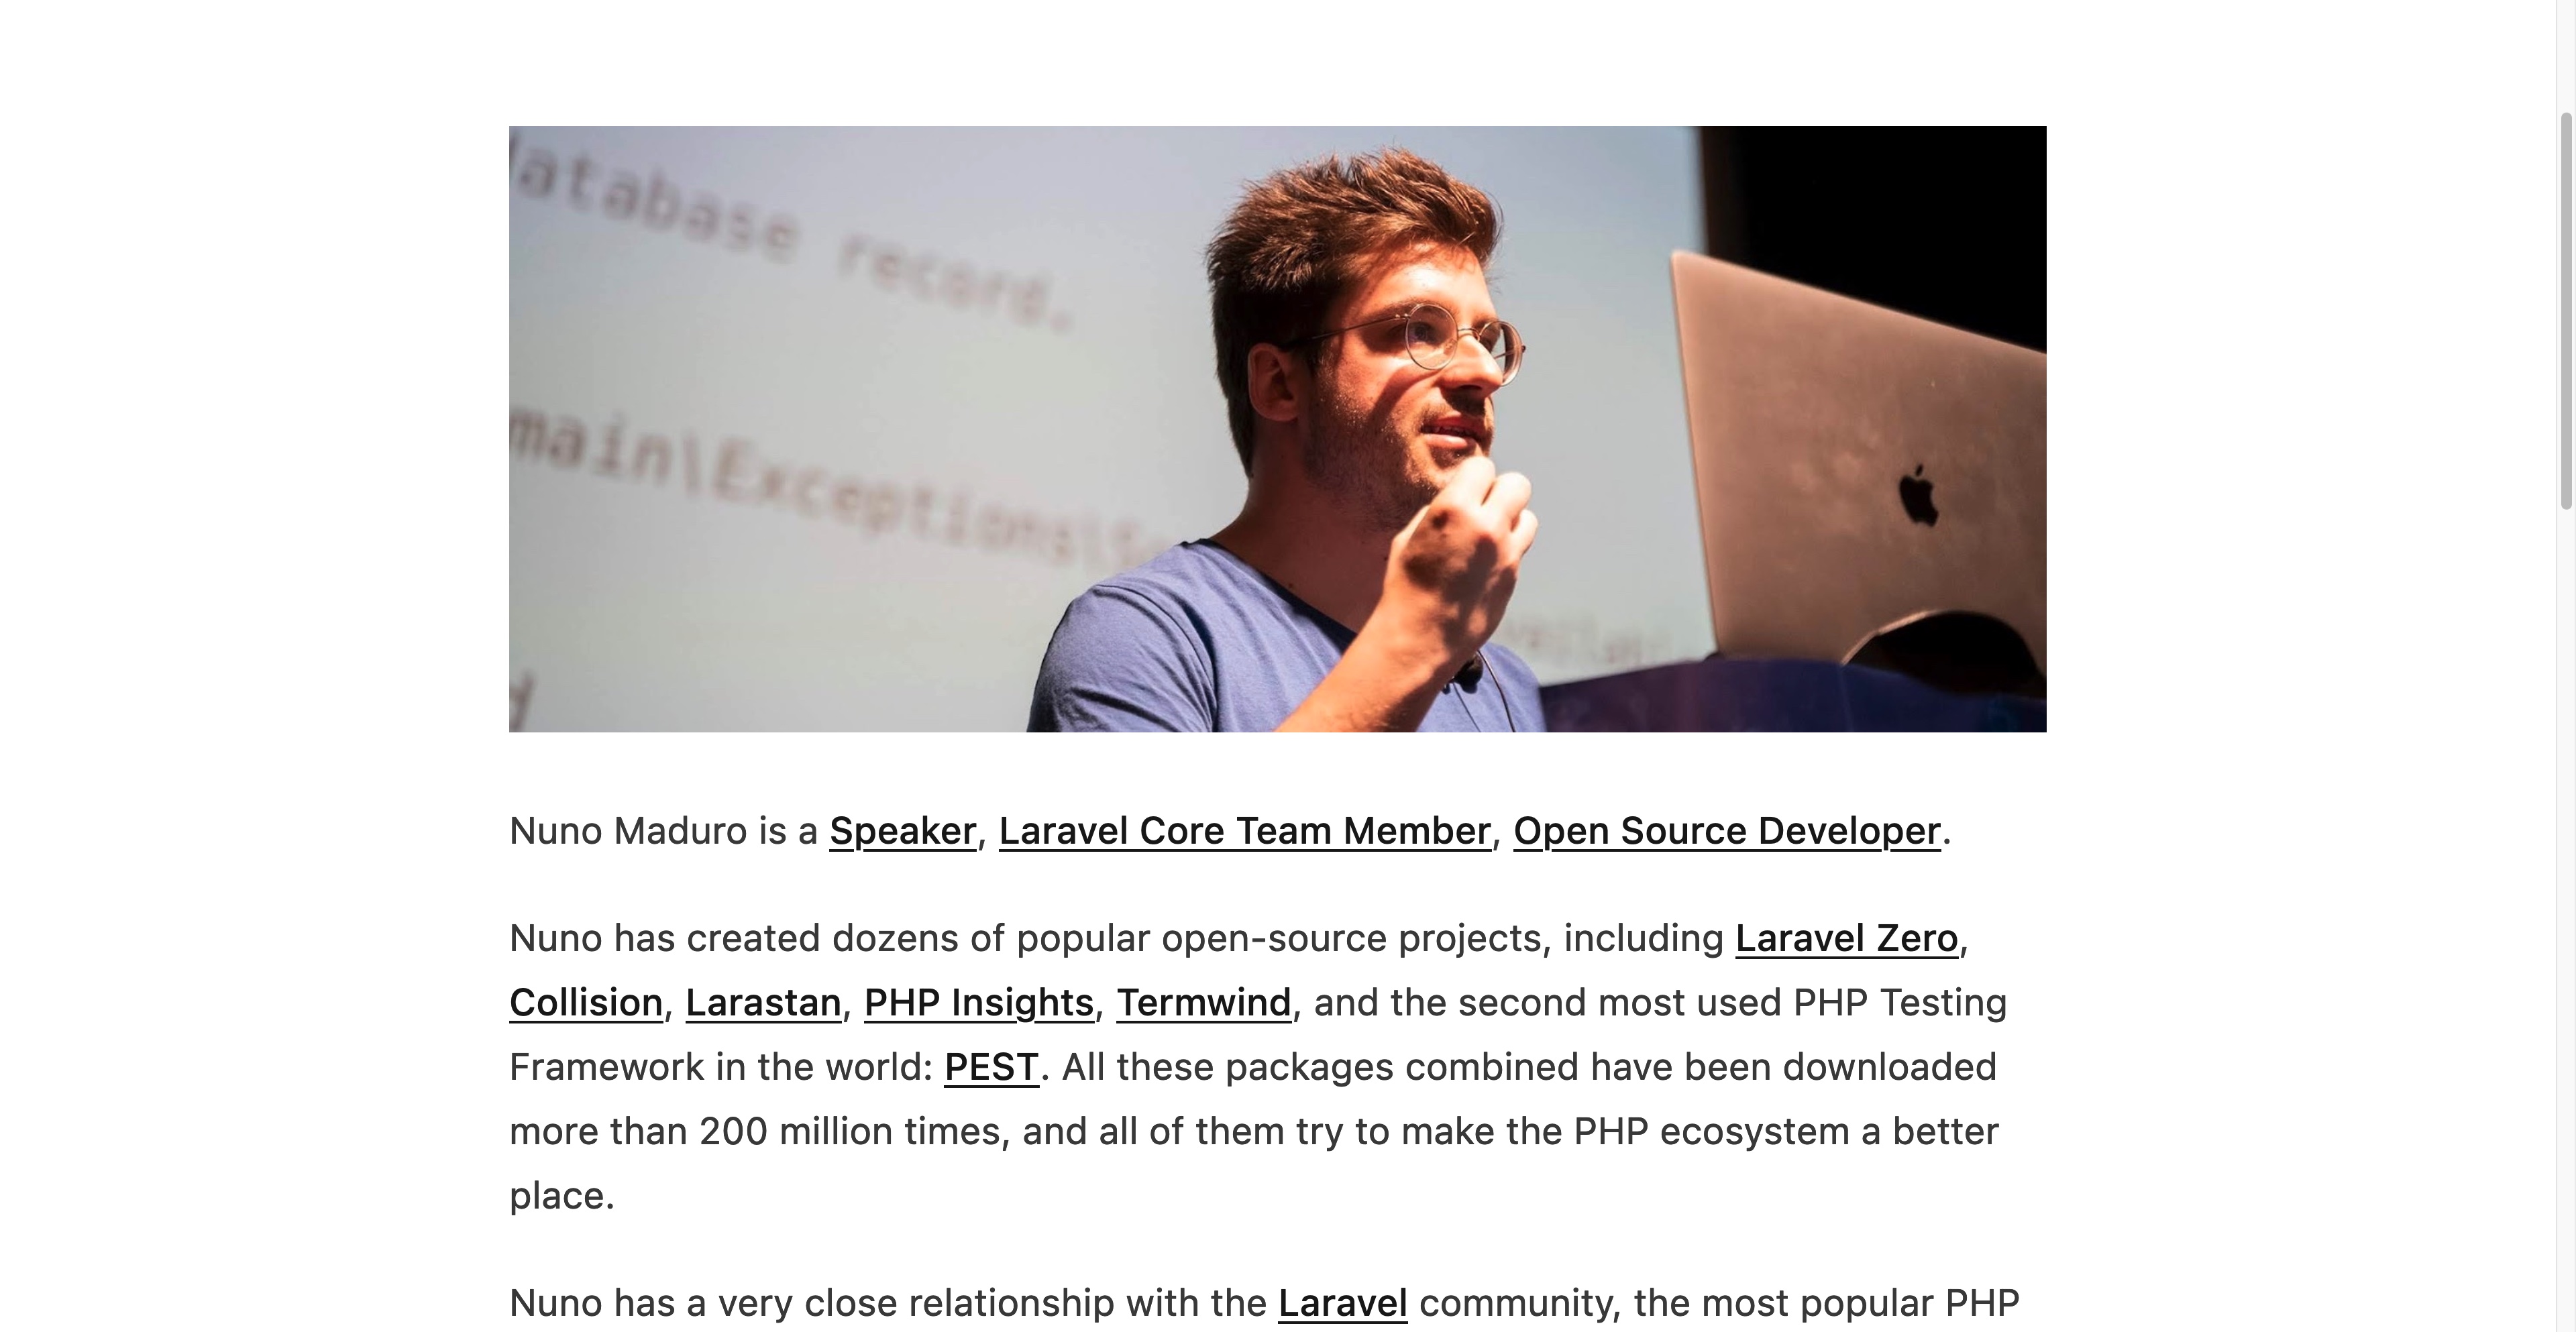 database record.
main\Exceptions\S
d
Nuno Maduro is a Speaker, Laravel Core Team Member, Open Source Developer.
Nuno has created dozens of popular open-source projects, including Laravel Zero,
Collision, Larastan, PHP Insights, Termwind, and the second most used PHP Testing
Framework in the world: PEST. All these packages combined have been downloaded
more than 200 million times, and all of them try to make the PHP ecosystem a better
place.
Nuno has a very close relationship with the Laravel community, the most popular PHP